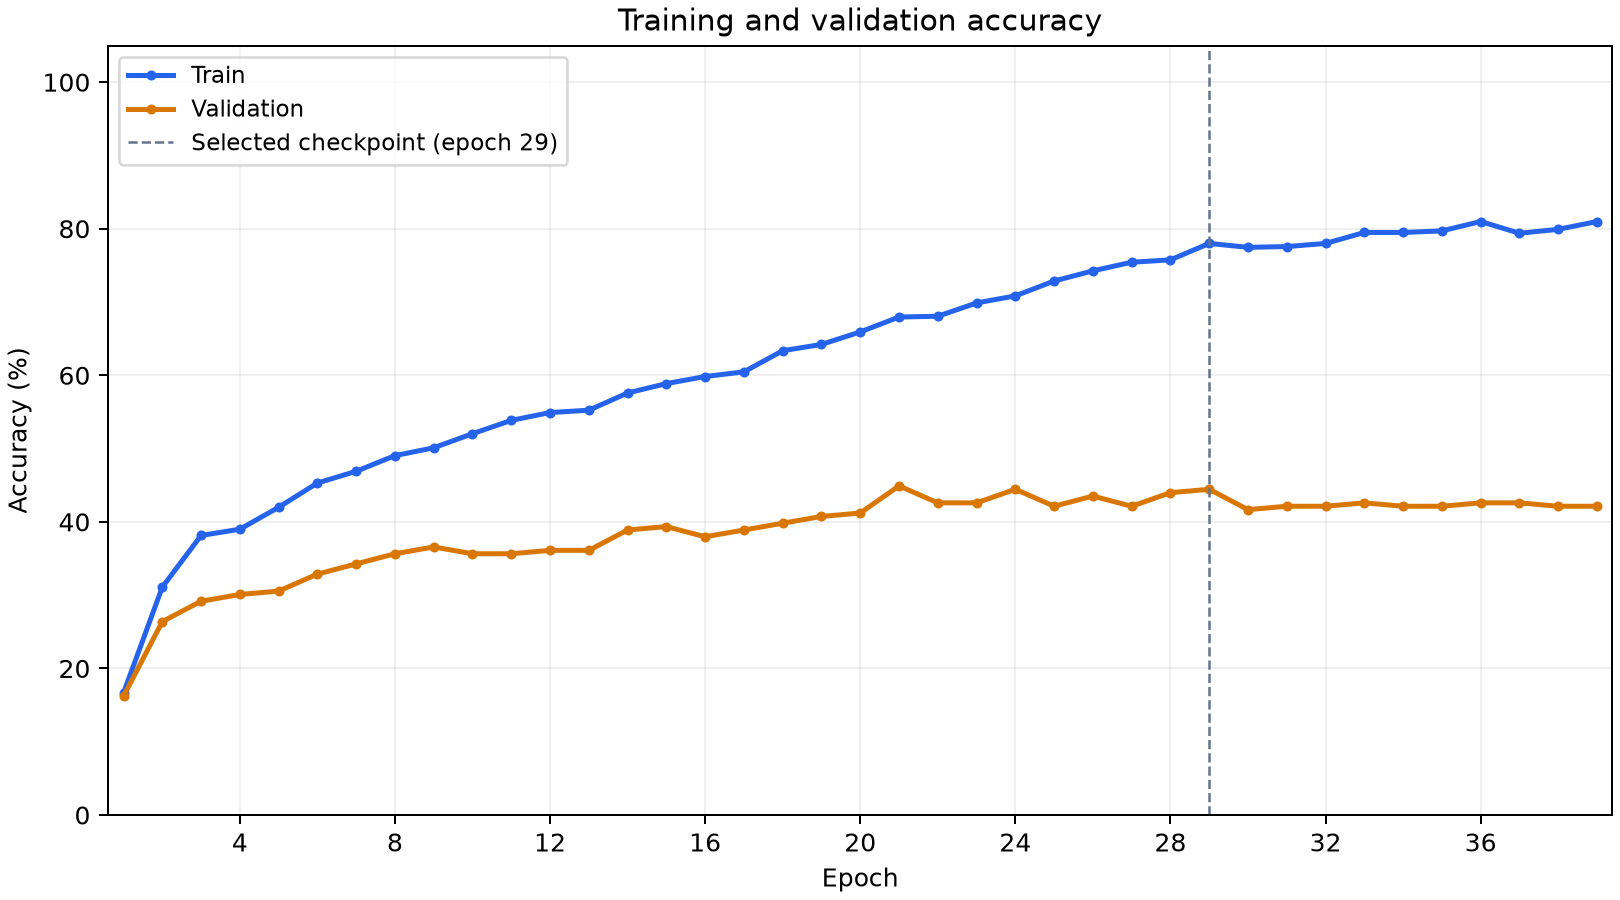 Training and validation accuracy
Train
Validation
Selected checkpoint (epoch 29)
Accuracy (%)
100
80
60
40
20
0
4 8 12 16 20 24 28 32 36
Epoch